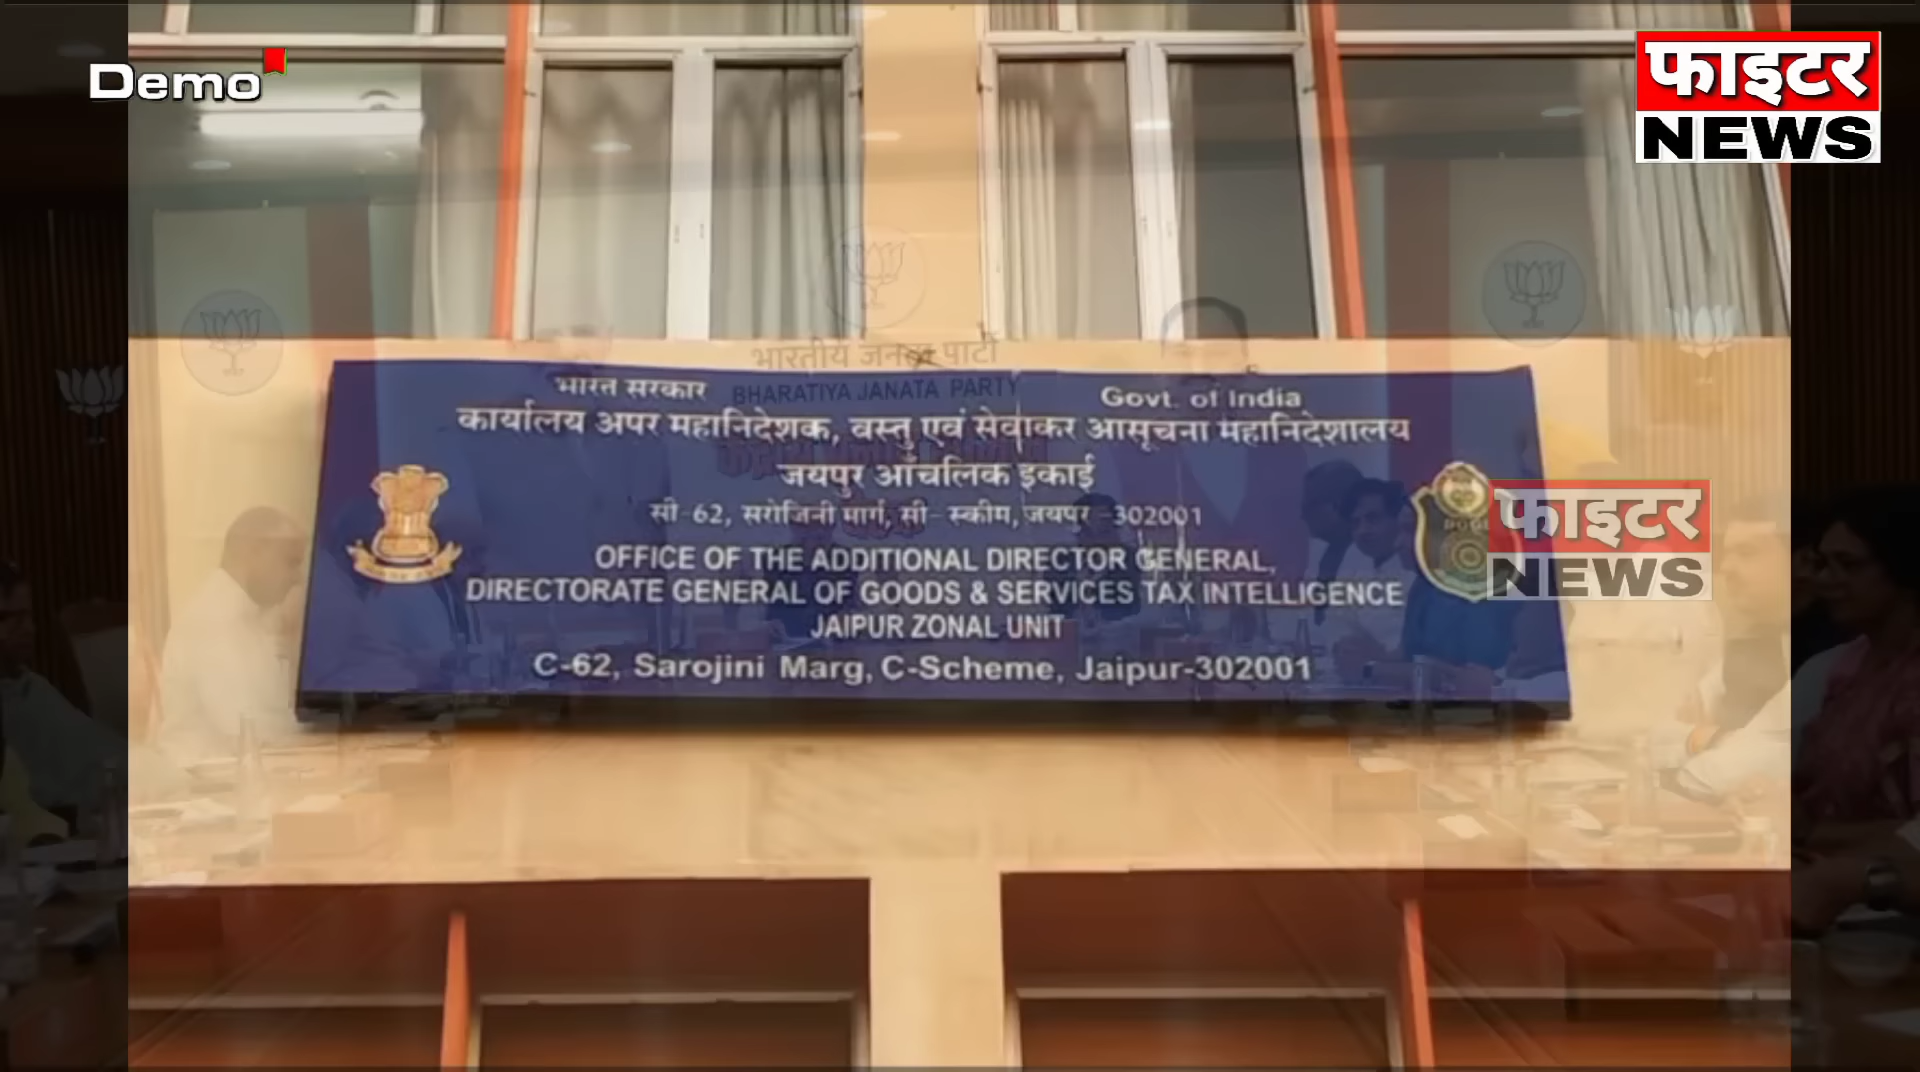 Demo
फाइटर
NEWS
भारतीय जनता पार्टी
BHARATIYA JANATA PARTY
भारत सरकार
Govt. of India
कार्यालय अपर महानिदेशक, वस्तु एवं सेवाकर आसूचना महानिदेशालय
जयपुर आँचलिक इकाई
सी-62, सरोजिनी मार्ग, सी- स्कीम, जयपुर -302001
OFFICE OF THE ADDITIONAL DIRECTOR GENERAL,
DIRECTORATE GENERAL OF GOODS & SERVICES TAX INTELLIGENCE
JAIPUR ZONAL UNIT
C-62, Sarojini Marg, C-Scheme, Jaipur-302001
फाइटर
NEWS